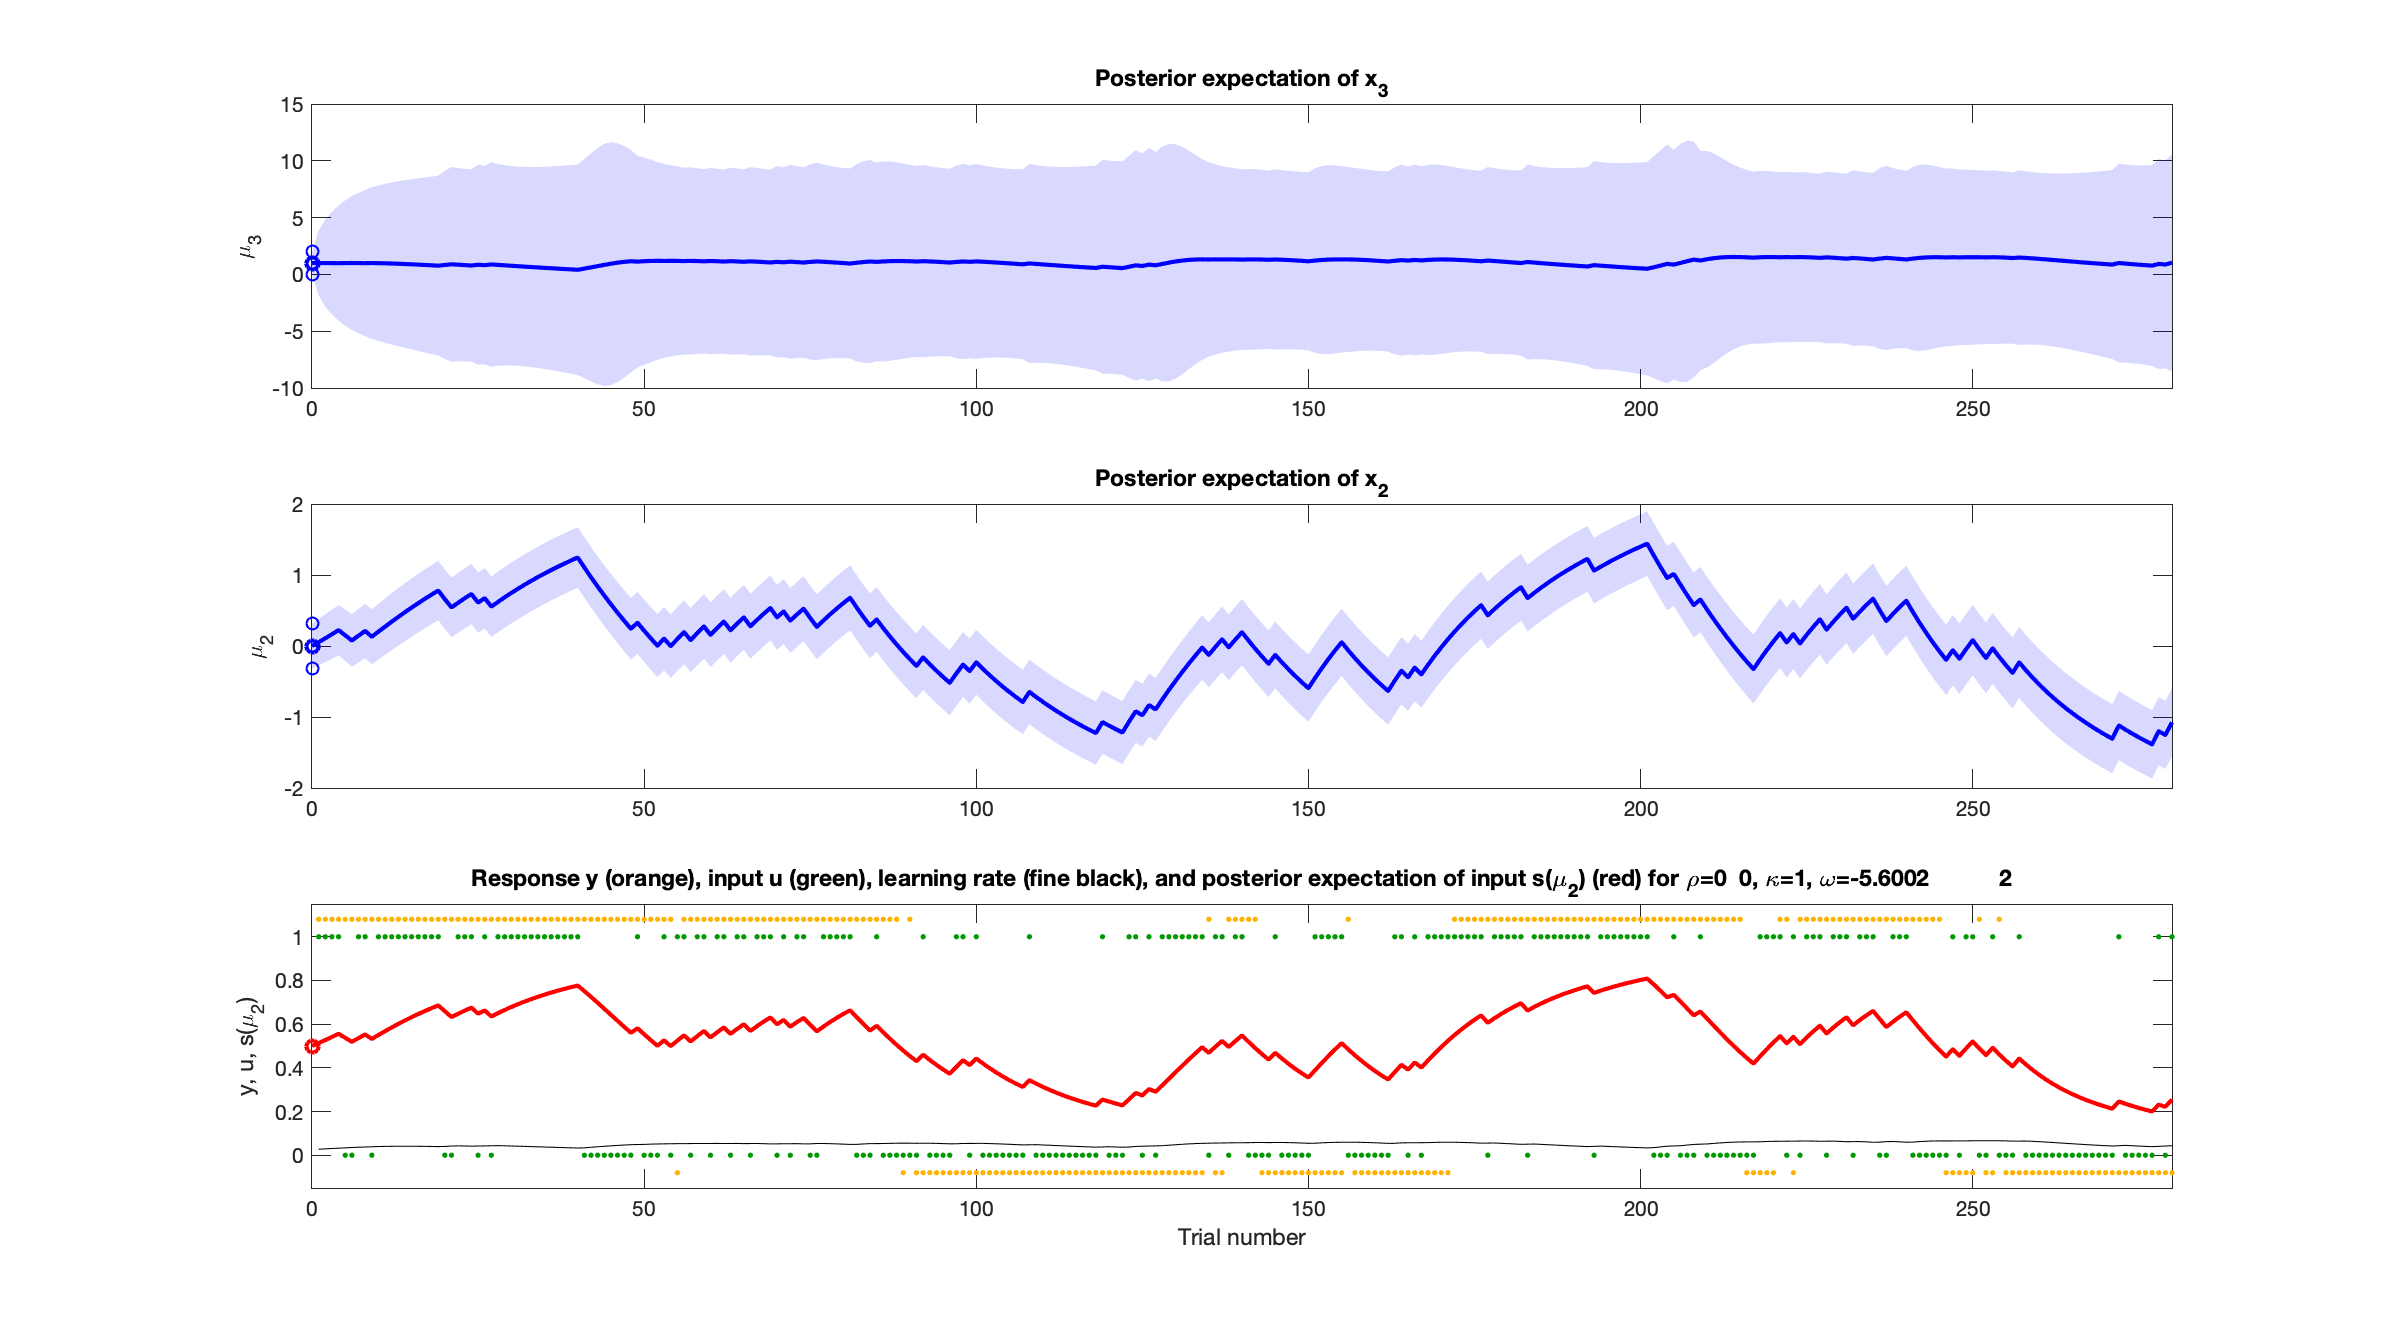 Posterior expectation of x3
15
10
5
0
-5
-10
μ3
0 50 100 150 200 250
Posterior expectation of x2
2
1
0
-1
-2
μ2
0 50 100 150 200 250
Response y (orange), input u (green), learning rate (fine black), and posterior expectation of input s(μ2) (red) for ρ=0 0, κ=1, ω=-5.6002 2
1
0.8
0.6
0.4
0.2
0
y, u, s(μ2)
0 50 100 150 200 250
Trial number